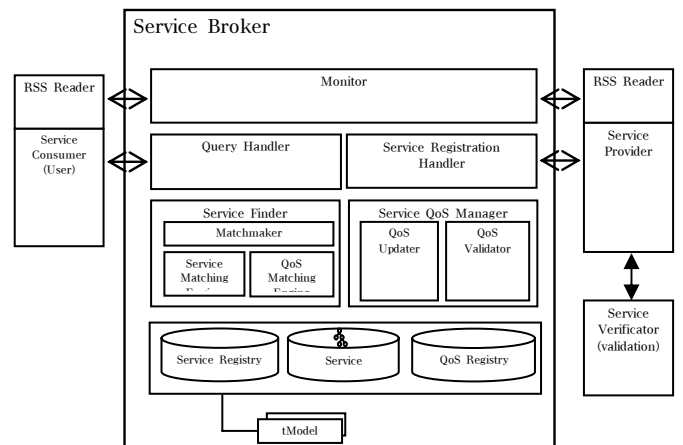 Service Broker
RSS Reader
Monitor
RSS Reader
Service
Consumer
(User)
Query Handler
Service Registration
Handler
Service
Provider
Service Finder
Matchmaker
Service
Matching
QoS
Matching
Service QoS Manager
QoS
Updater
QoS
Validator
Service
Verificator
(validation)
Service Registry
Service
QoS Registry
tModel